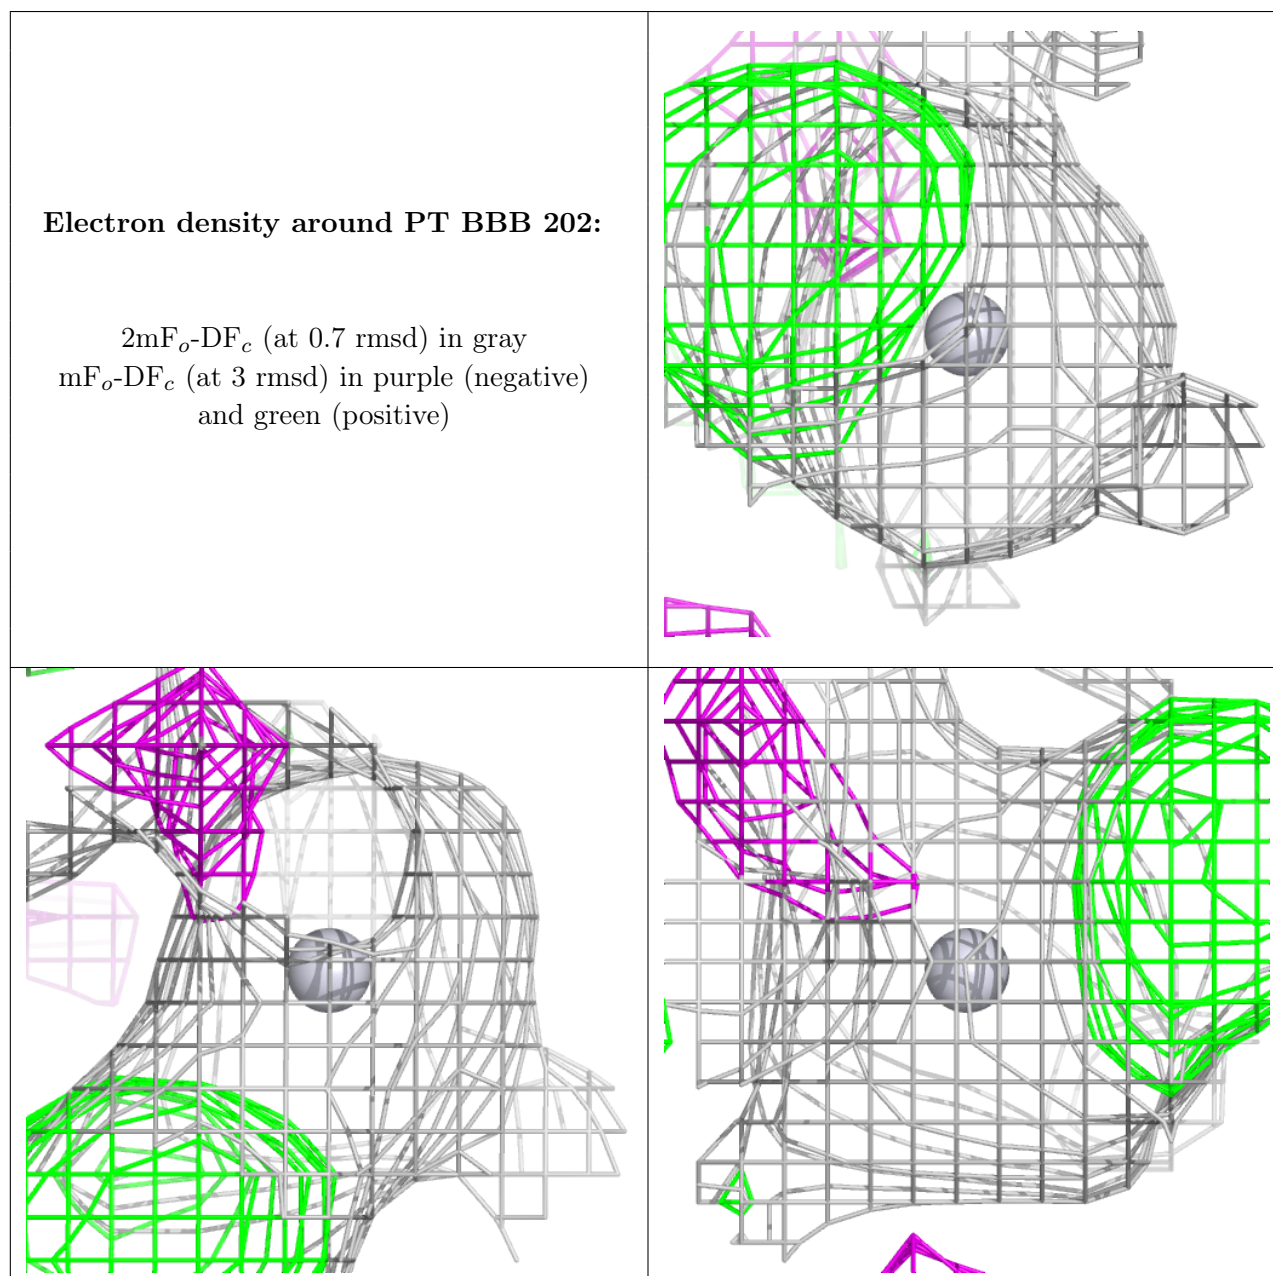 Electron density around PT BBB 202:
2mFo-DFc (at 0.7 rmsd) in gray
mFo-DFc (at 3 rmsd) in purple (negative)
and green (positive)